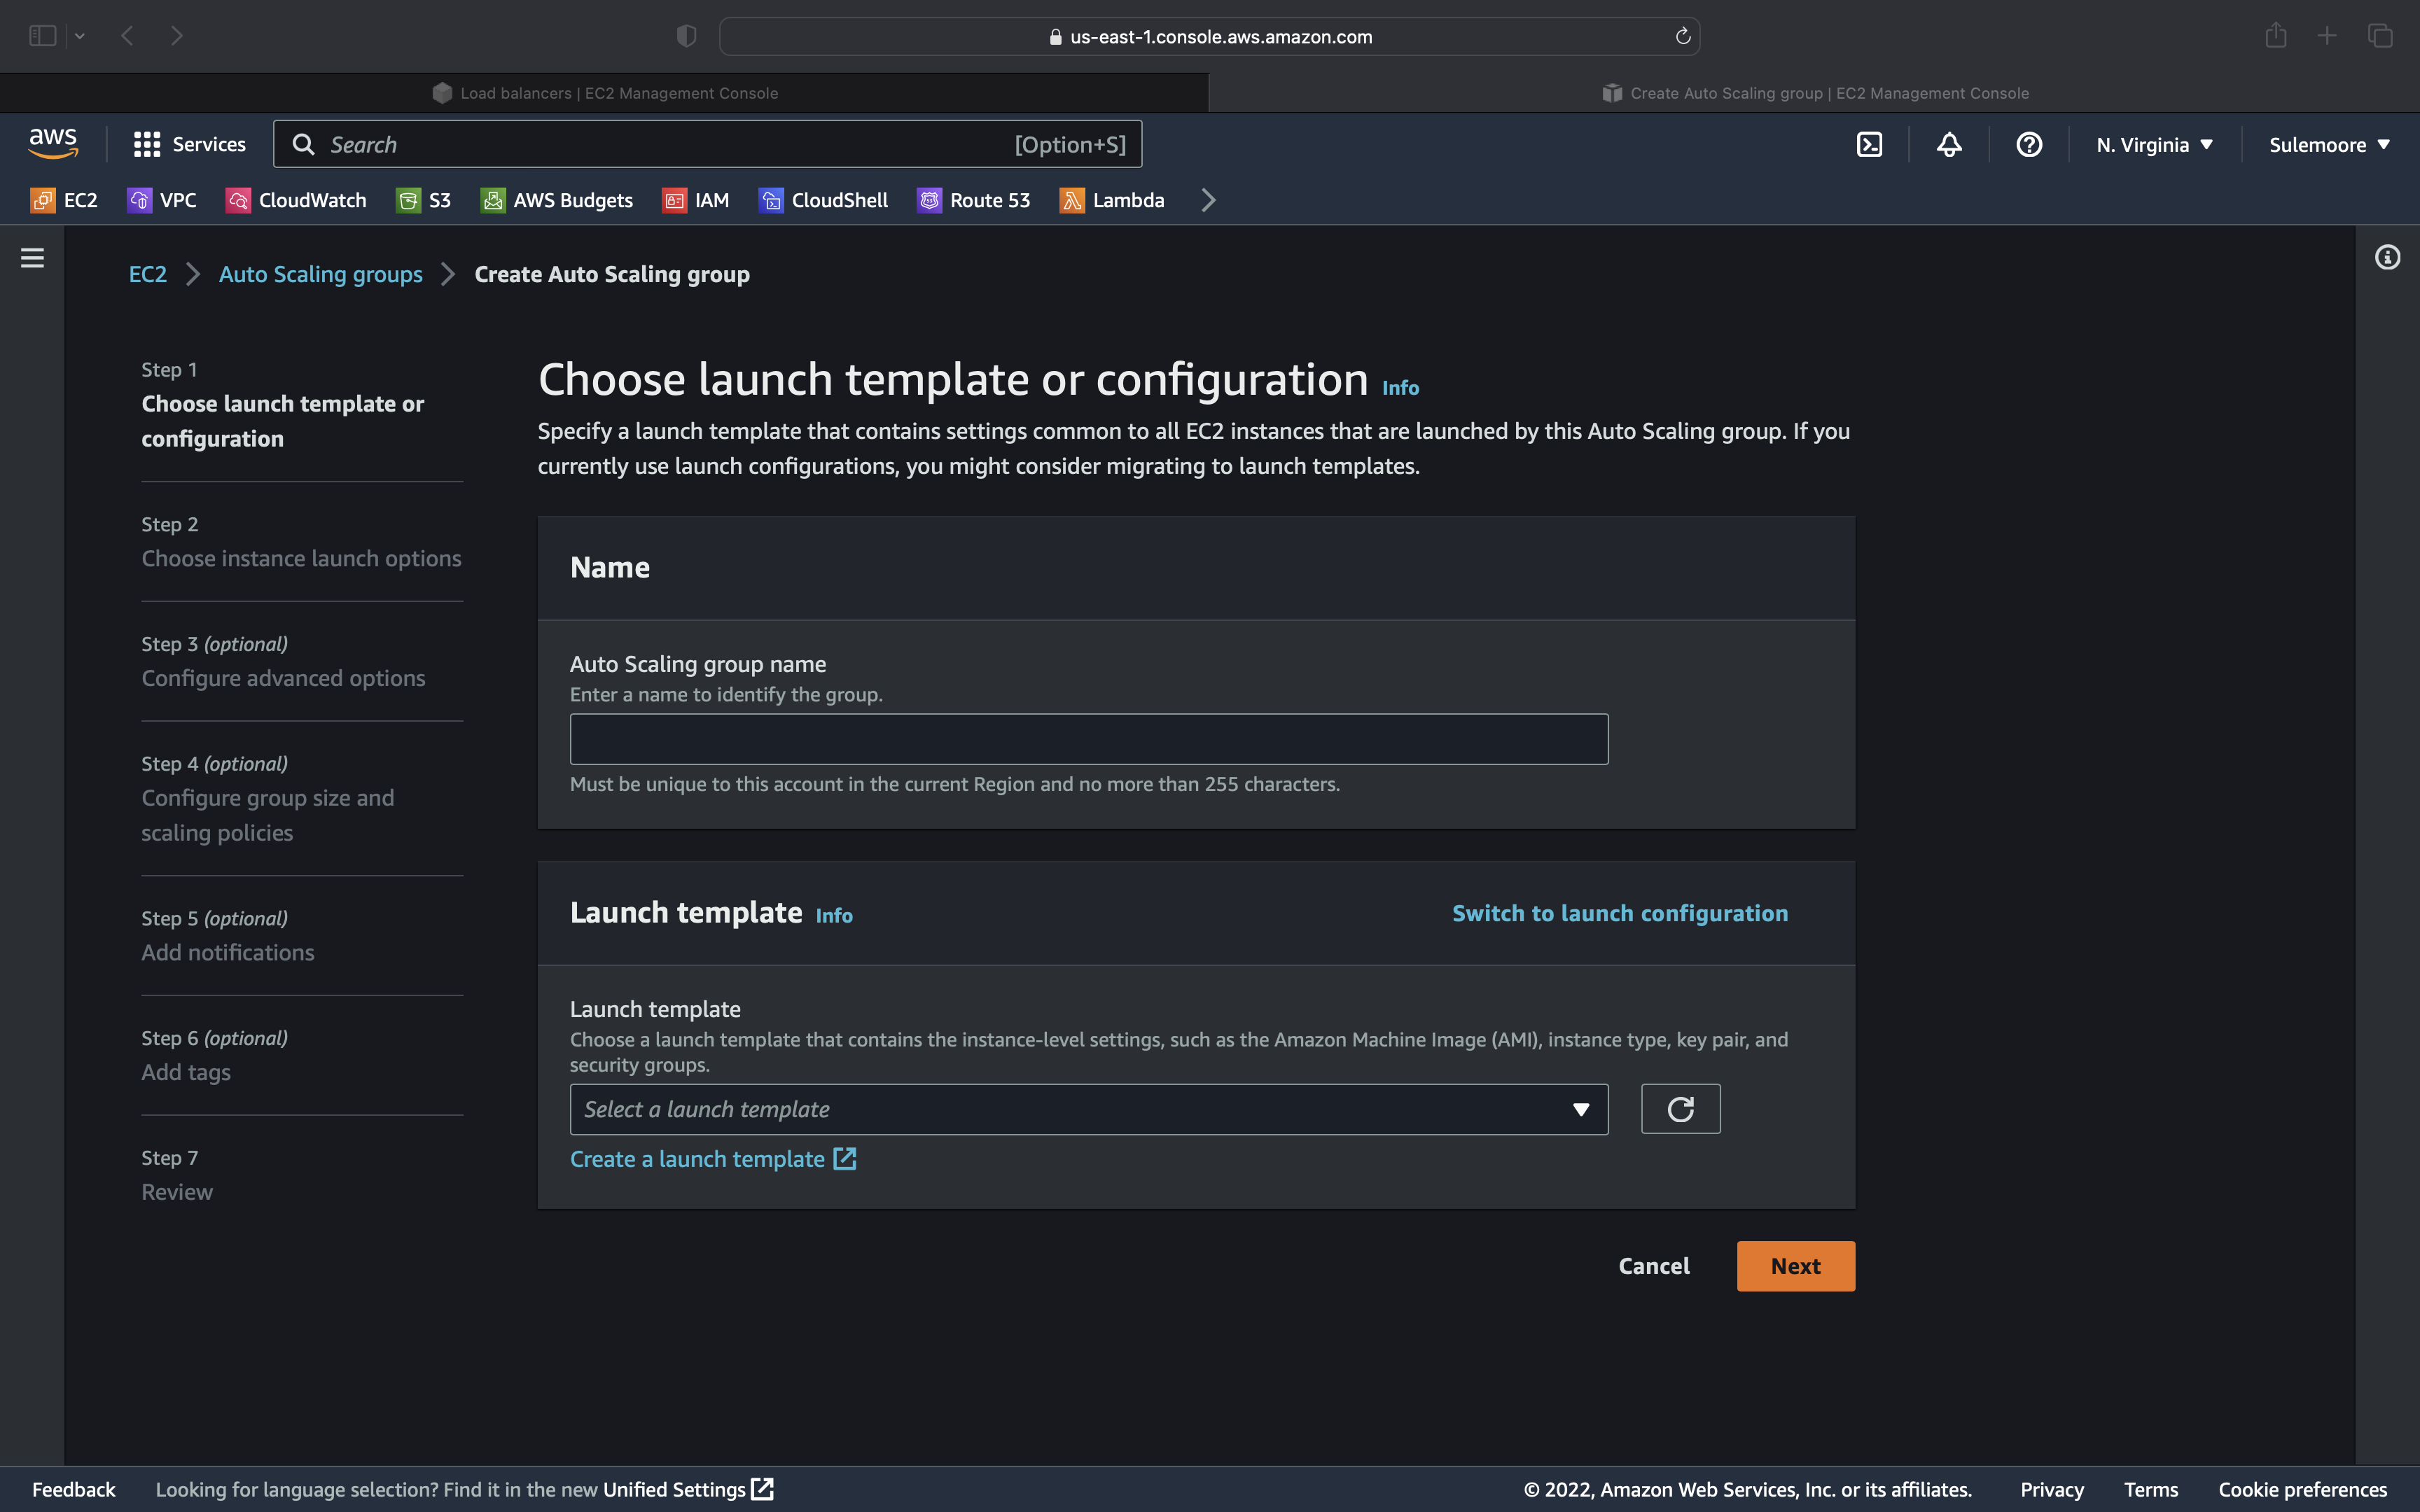 us-east-1.console.aws.amazon.com
Load balancers | EC2 Management Console
Create Auto Scaling group | EC2 Management Console
aws
Services
Search
[Option+S]
N. Virginia
Sulemoore
EC2
VPC
CloudWatch
S3
AWS Budgets
IAM
CloudShell
Route 53
Lambda
EC2
Auto Scaling groups
Create Auto Scaling group
Step 1
Choose launch template or
configuration
Step 2
Choose instance launch options
Step 3 (optional)
Configure advanced options
Step 4 (optional)
Configure group size and
scaling policies
Step 5 (optional)
Add notifications
Step 6 (optional)
Add tags
Step 7
Review
Choose launch template or configuration Info
Specify a launch template that contains settings common to all EC2 instances that are launched by this Auto Scaling group. If you
currently use launch configurations, you might consider migrating to launch templates.
Name
Auto Scaling group name
Enter a name to identify the group.
Must be unique to this account in the current Region and no more than 255 characters.
Launch template Info
Switch to launch configuration
Launch template
Choose a launch template that contains the instance-level settings, such as the Amazon Machine Image (AMI), instance type, key pair, and
security groups.
Select a launch template
Create a launch template
Cancel
Next
Feedback
Looking for language selection? Find it in the new Unified Settings
© 2022, Amazon Web Services, Inc. or its affiliates.
Privacy
Terms
Cookie preferences